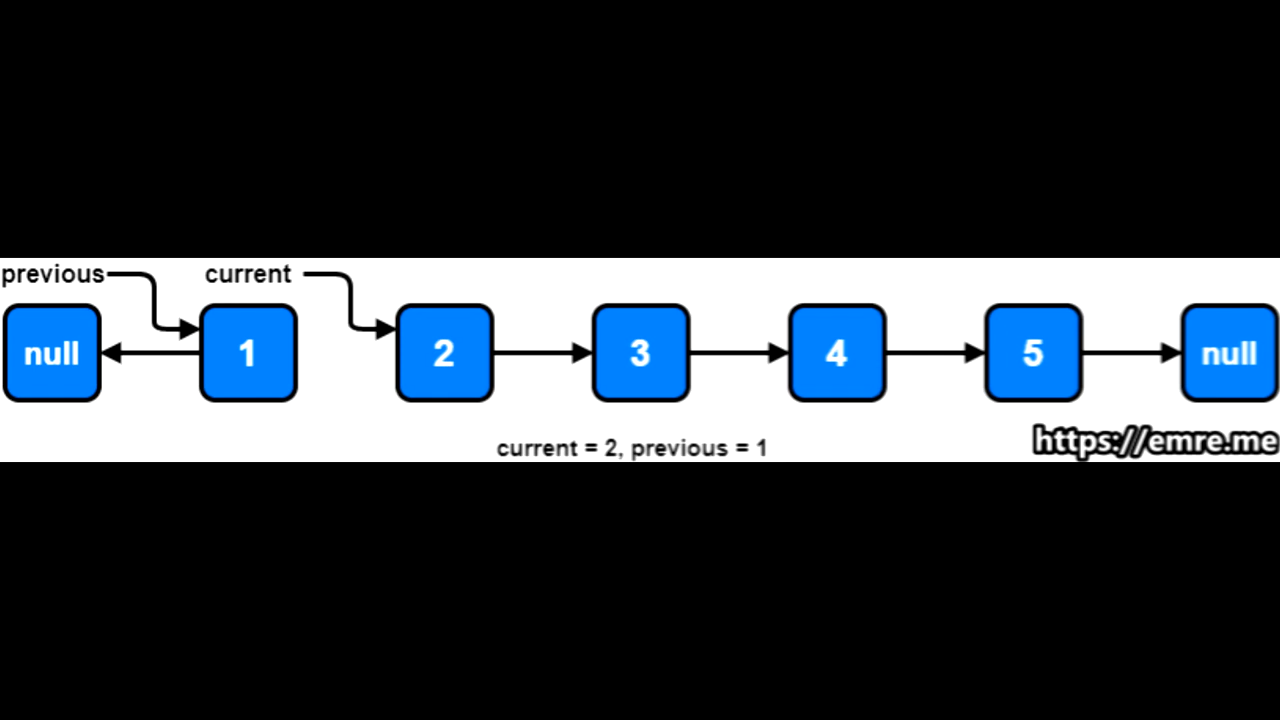 previous current
null 1 2 3 4 5 null
current = 2, previous = 1
https://emre.me